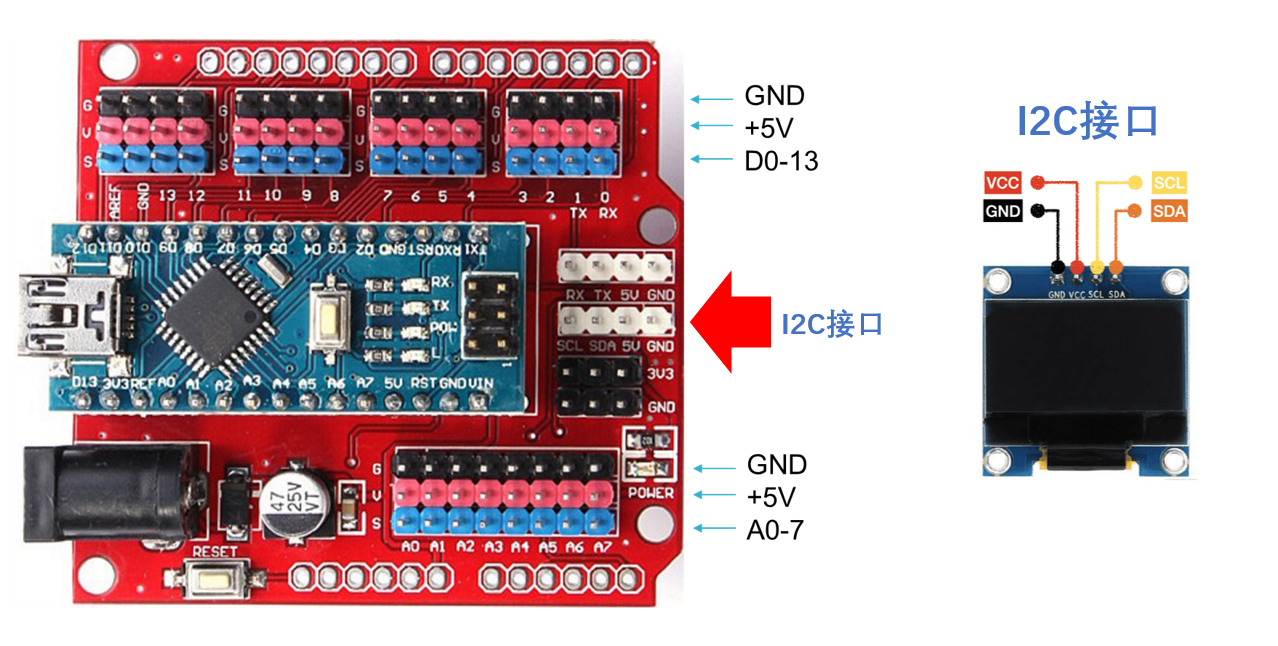 GND
+5V
D0-13
I2C接口
G
V
S
G
V
S
G
V
S
G
V
S
AREF
GND
13 12
11 10 9 8
7 6 5 4
3 2 1 0
TX RX
VCC
GND
SCL
SDA
D12 D11 D10 D9 D8 D7 D6 D5 D4 D3 D2 GND RST RX0 TX1
RX
TX
POW
L
1
RX TX 5V GND
SCL SDA 5V GND
3V3
GND
I2C接口
GND VCC SCL SDA
D13 3V3 REF A0 A1 A2 A3 A4 A5 A6 A7 5V RST GND VIN
G
V
S
47
25V
VT
102
POWER
GND
+5V
A0-7
A0 A1 A2 A3 A4 A5 A6 A7
RESET